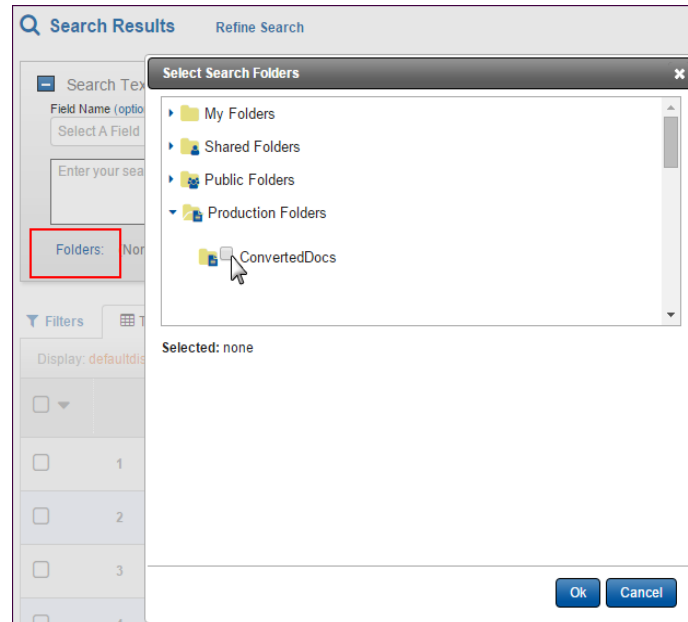 Search Results Refine Search
Select Search Folders
Search Tex
Field Name (optio
Select A Field
Enter your sea
Folders: Nor
My Folders
Shared Folders
Public Folders
Production Folders
ConvertedDocs
Selected: none
Filters T
Display: defaultdis
1
2
3
Ok Cancel